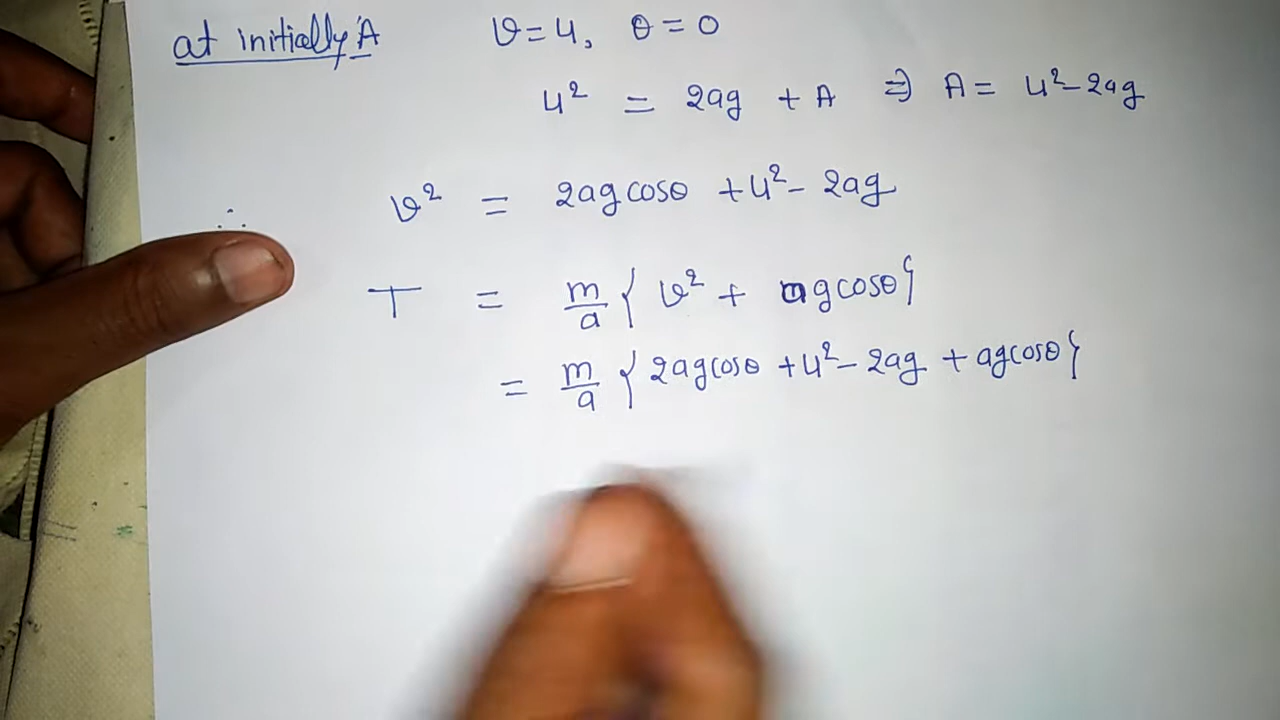 at initially A v=u, θ=0
u² = 2ag + A ⇒ A= u²-2ag
∴ v² = 2ag cosθ +u²- 2ag
T = m/a { v² + ag cosθ}
= m/a { 2ag cosθ +u²- 2ag + ag cosθ}